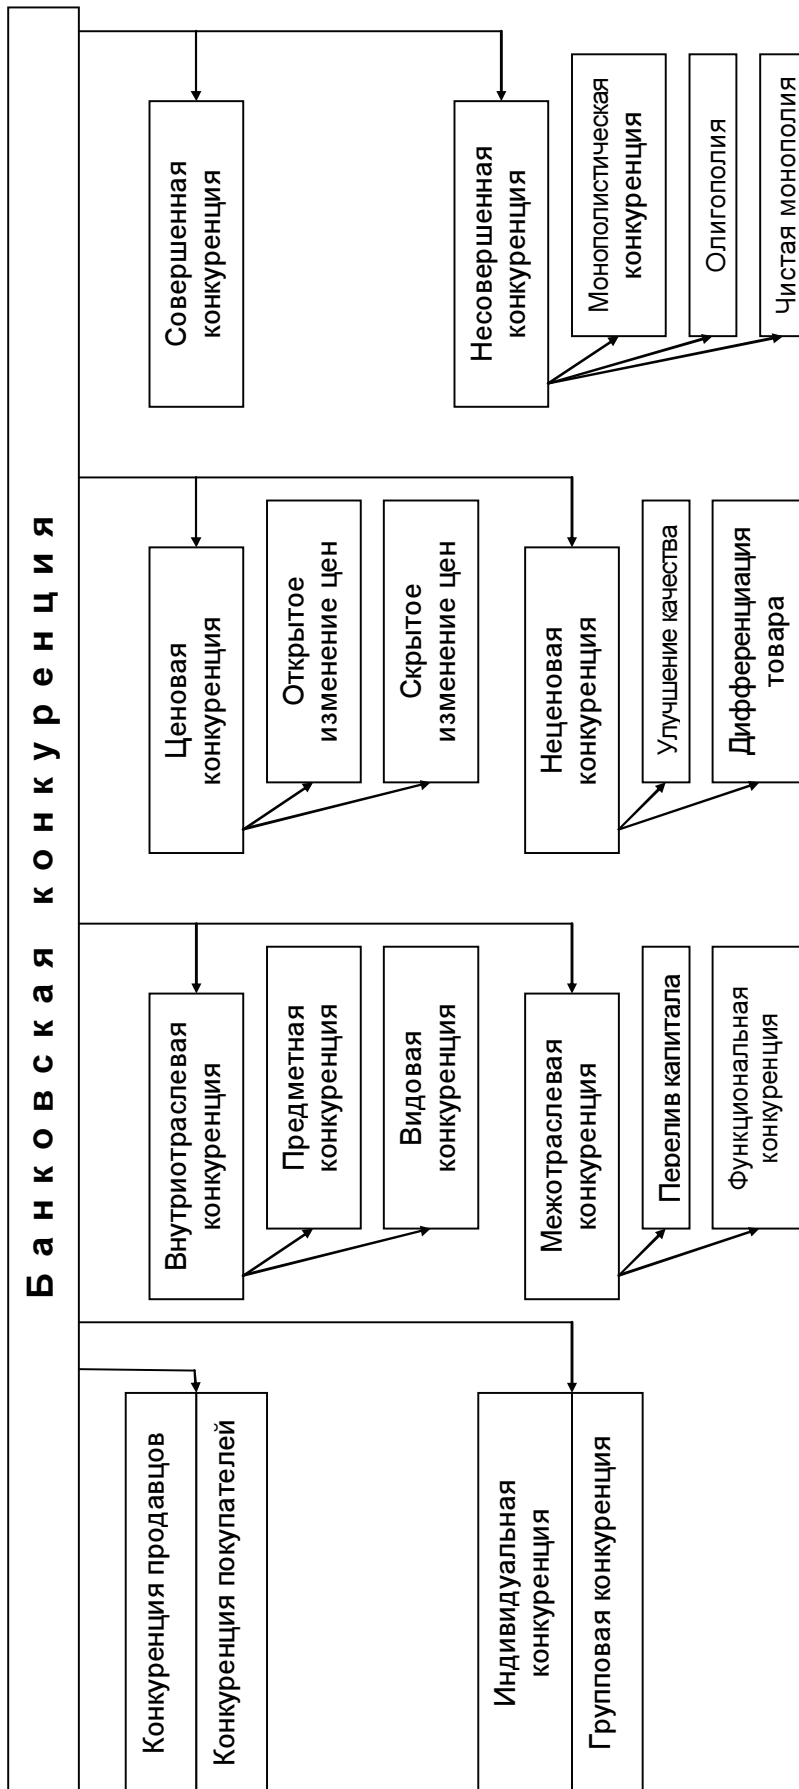 Банковская конкуренция
Конкуренция продавцов
Конкуренция покупателей
Индивидуальная
конкуренция
Групповая конкуренция
Внутриотраслевая
конкуренция
Предметная
конкуренция
Видовая
конкуренция
Межотраслевая
конкуренция
Перелив капитала
Функциональная
конкуренция
Ценовая
конкуренция
Открытое
изменение цен
Скрытое
изменение цен
Неценовая
конкуренция
Улучшение качества
Дифференциация
товара
Совершенная
конкуренция
Несовершенная
конкуренция
Монополистическая
конкуренция
Олигополия
Чистая монополия